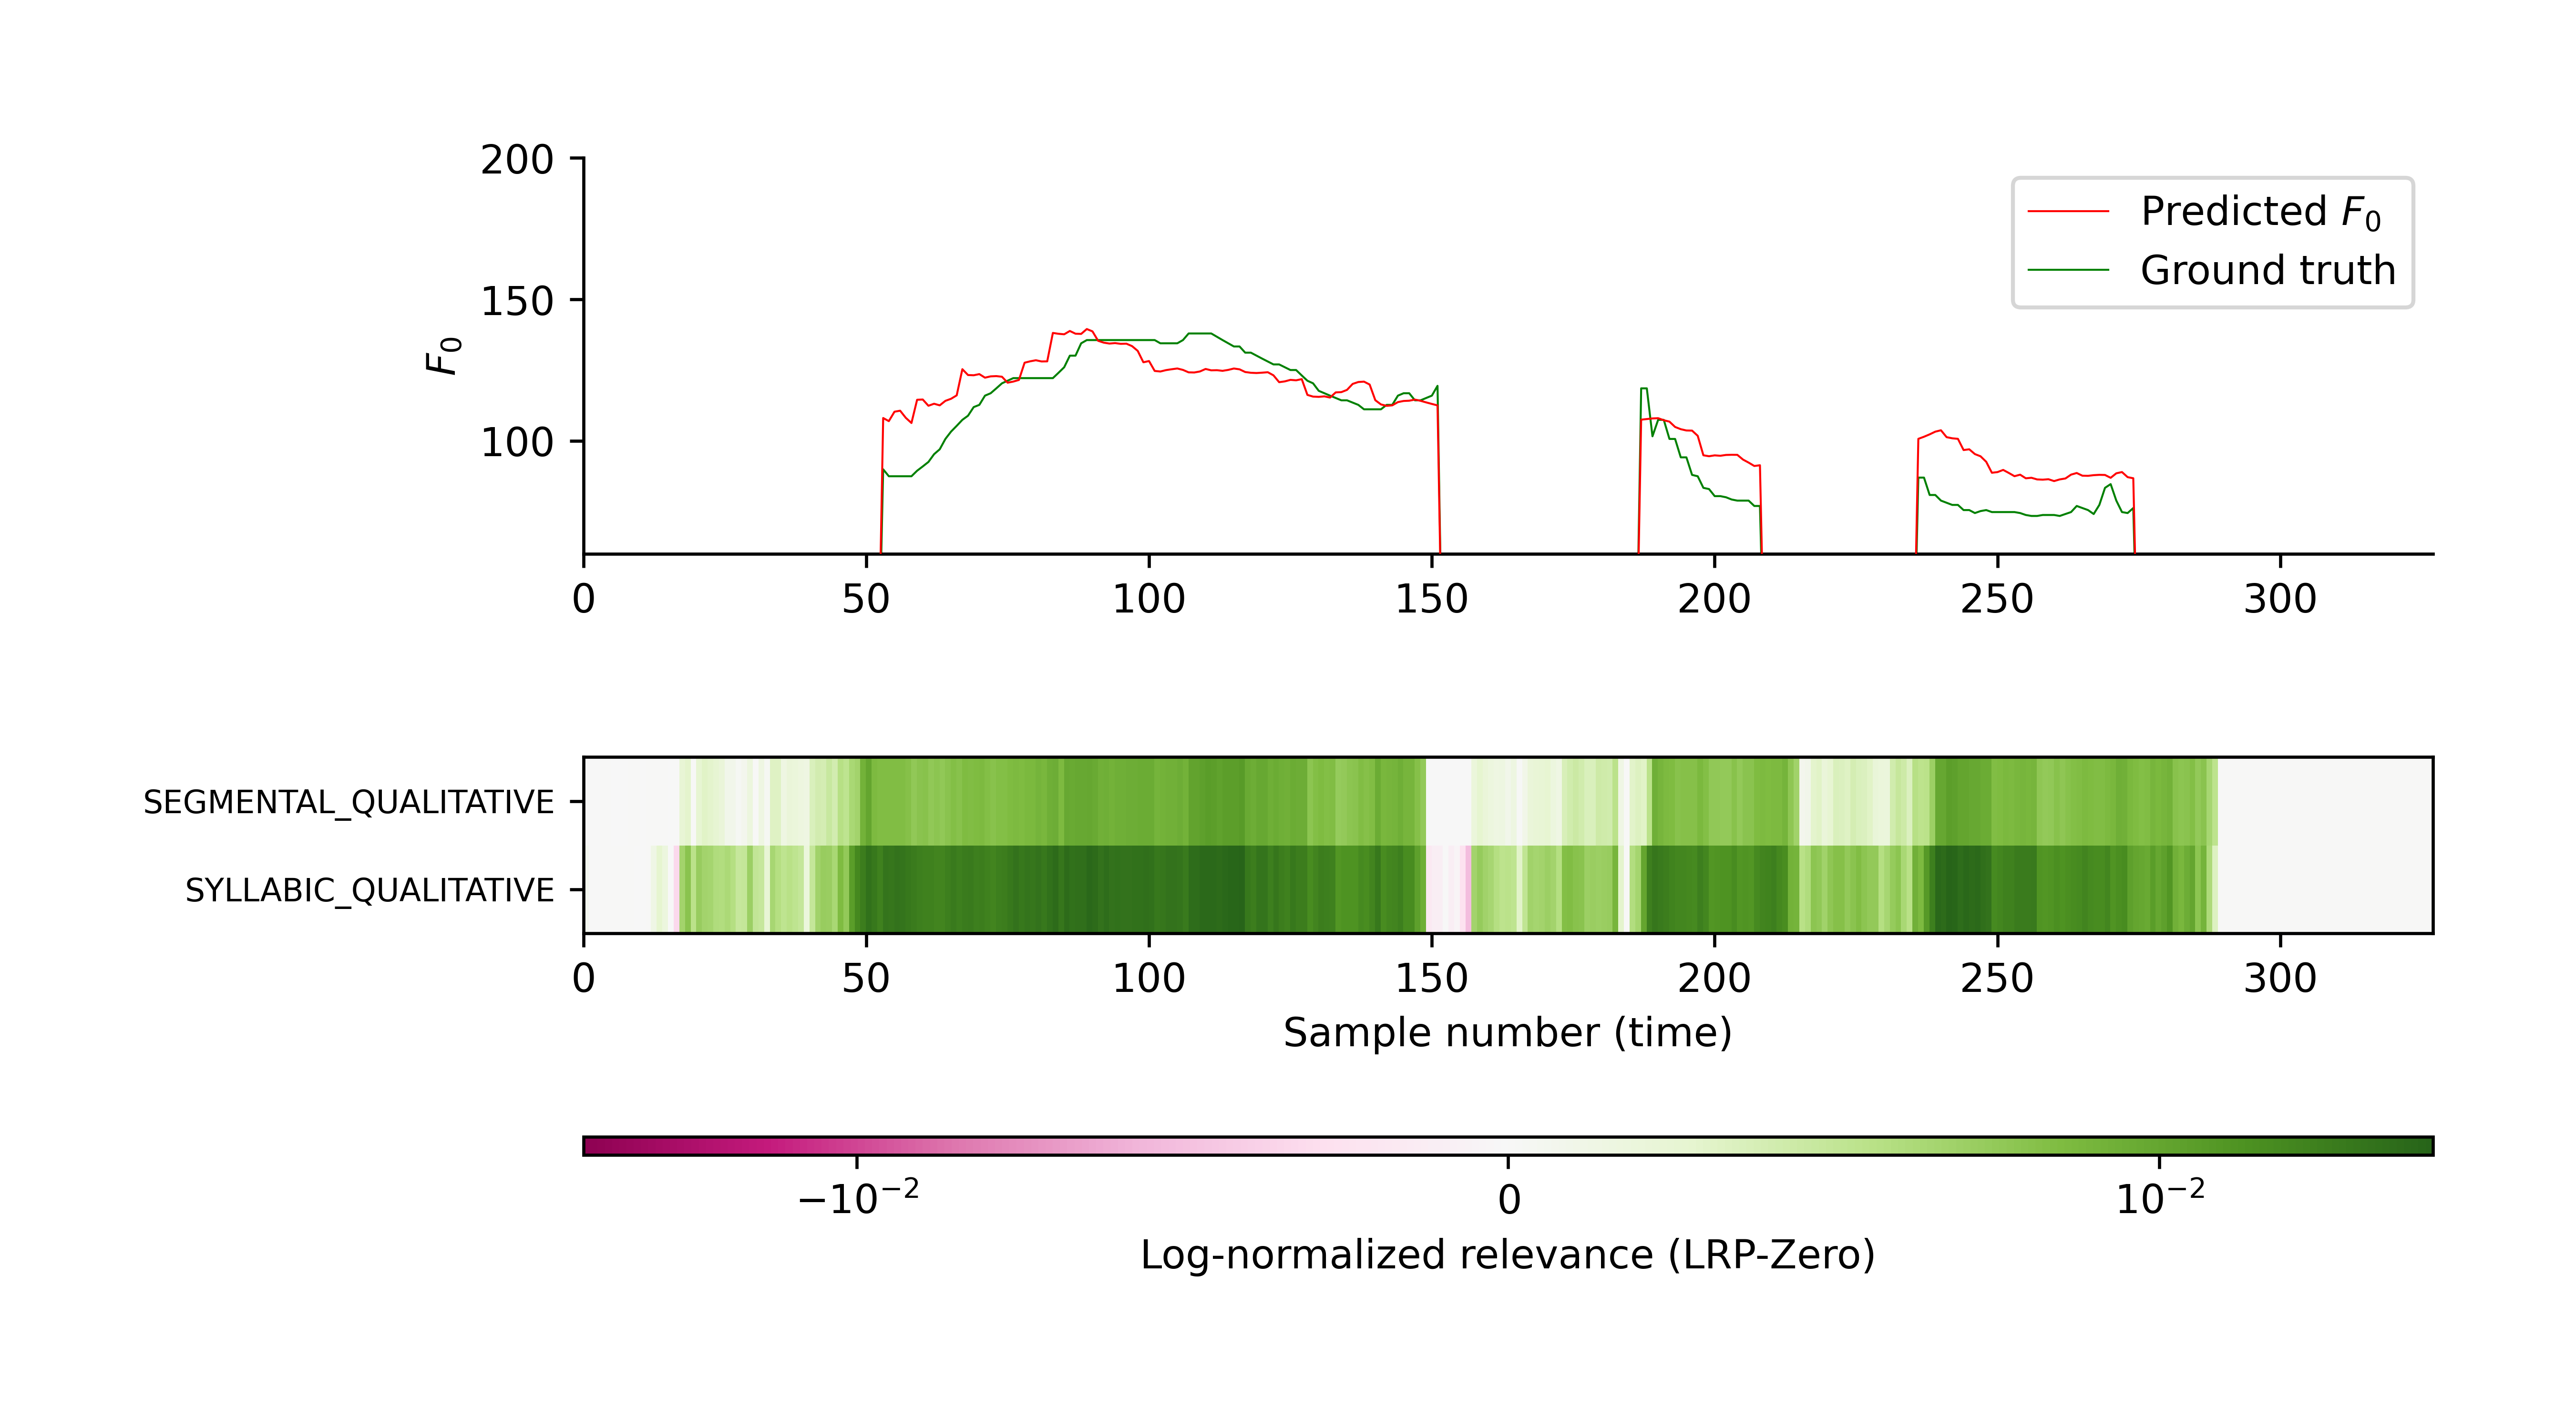 200
150
100
F₀
Predicted F₀
Ground truth
0 50 100 150 200 250 300
SEGMENTAL_QUALITATIVE
SYLLABIC_QUALITATIVE
0 50 100 150 200 250 300
Sample number (time)
−10⁻² 0 10⁻²
Log-normalized relevance (LRP-Zero)